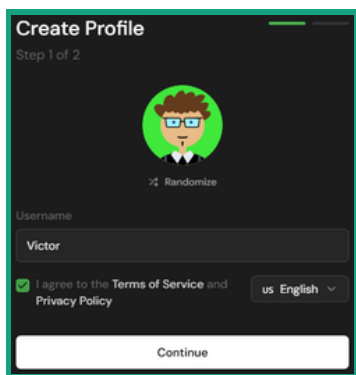 Create Profile
Step 1 of 2
Randomize
Username
Victor
I agree to the Terms of Service and
Privacy Policy
us English
Continue